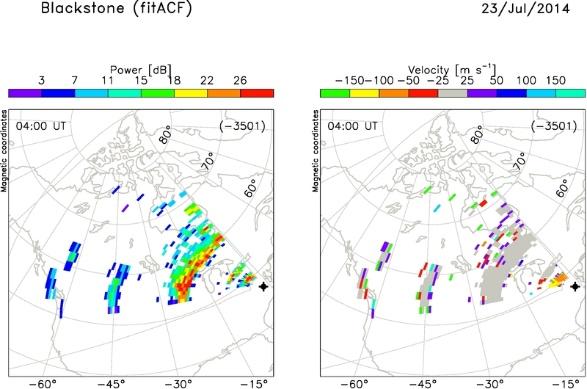 Blackstone (fitACF)
23/Jul/2014
Power [dB]
3 7 11 15 18 22 26
Velocity [m s⁻¹]
-150 -100 -50 -25 25 50 100 150
Magnetic coordinates
04:00 UT
(-3501)
80°
70°
60°
-60° -45° -30° -15°
Magnetic coordinates
04:00 UT
(-3501)
80°
70°
60°
-60° -45° -30° -15°